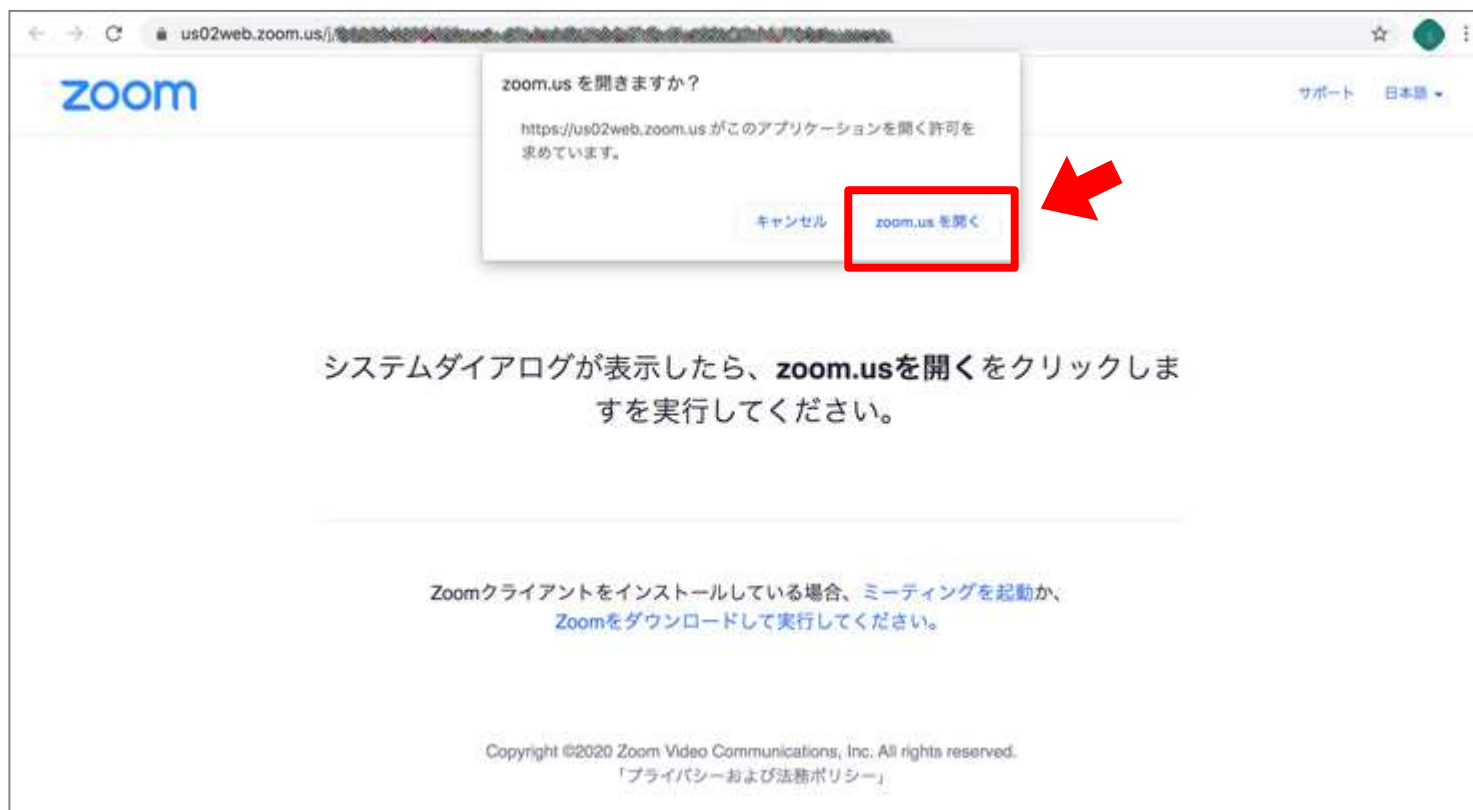 us02web.zoom.us/j/
zoom
zoom.us を開きますか？
https://us02web.zoom.us がこのアプリケーションを開く許可を
求めています。
キャンセル
zoom.us を開く
サポート
日本語
システムダイアログが表示したら、zoom.usを開くをクリックしま
すを実行してください。
Zoomクライアントをインストールしている場合、ミーティングを起動か、
Zoomをダウンロードして実行してください。
Copyright ©2020 Zoom Video Communications, Inc. All rights reserved.
「プライバシーおよび法務ポリシー」